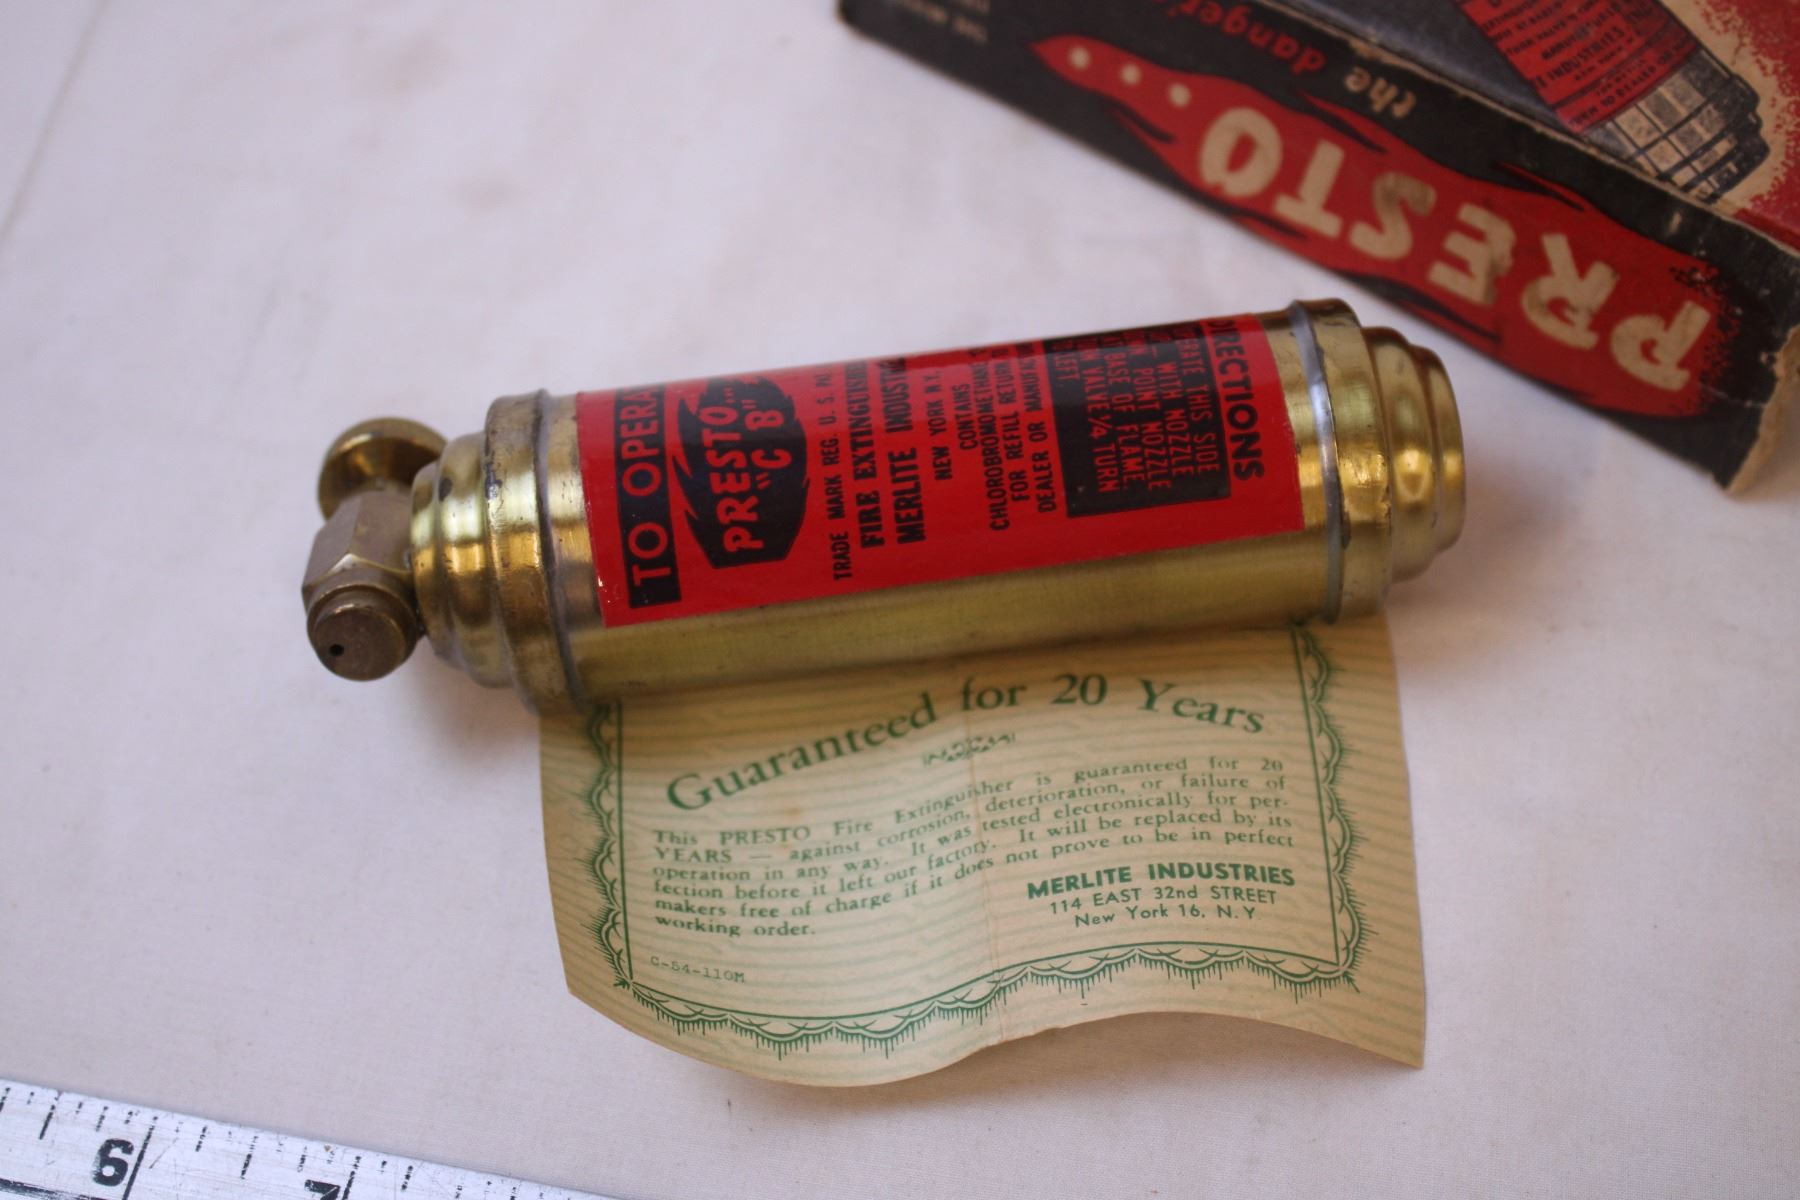 the danger
PRESTO
TO OPERA
PRESTO
"C B"
TRADE MARK REG. U. S. PAT.
FIRE EXTINGUISHE
MERLITE INDUST
NEW YORK N.Y.
CONTAINS
CHLOROBROMOMETHANE
FOR REFILL RETURN
DEALER OR MANUFA
DIRECTIONS
ERATE THIS SIDE
WITH NOZZLE
POINT NOZZLE
BASE OF FLAME.
VALVE ¾ TURN
TO LEFT.
Guaranteed for 20 Years
This PRESTO Fire Extinguisher is guaranteed for 20
YEARS — against corrosion, deterioration, or failure of
operation in any way. It was tested electronically for per-
fection before it left our factory. It will be replaced by its
makers free of charge if it does not prove to be in perfect
working order.
MERLITE INDUSTRIES
114 EAST 32nd STREET
New York 16, N. Y
C-54-110M
6
7